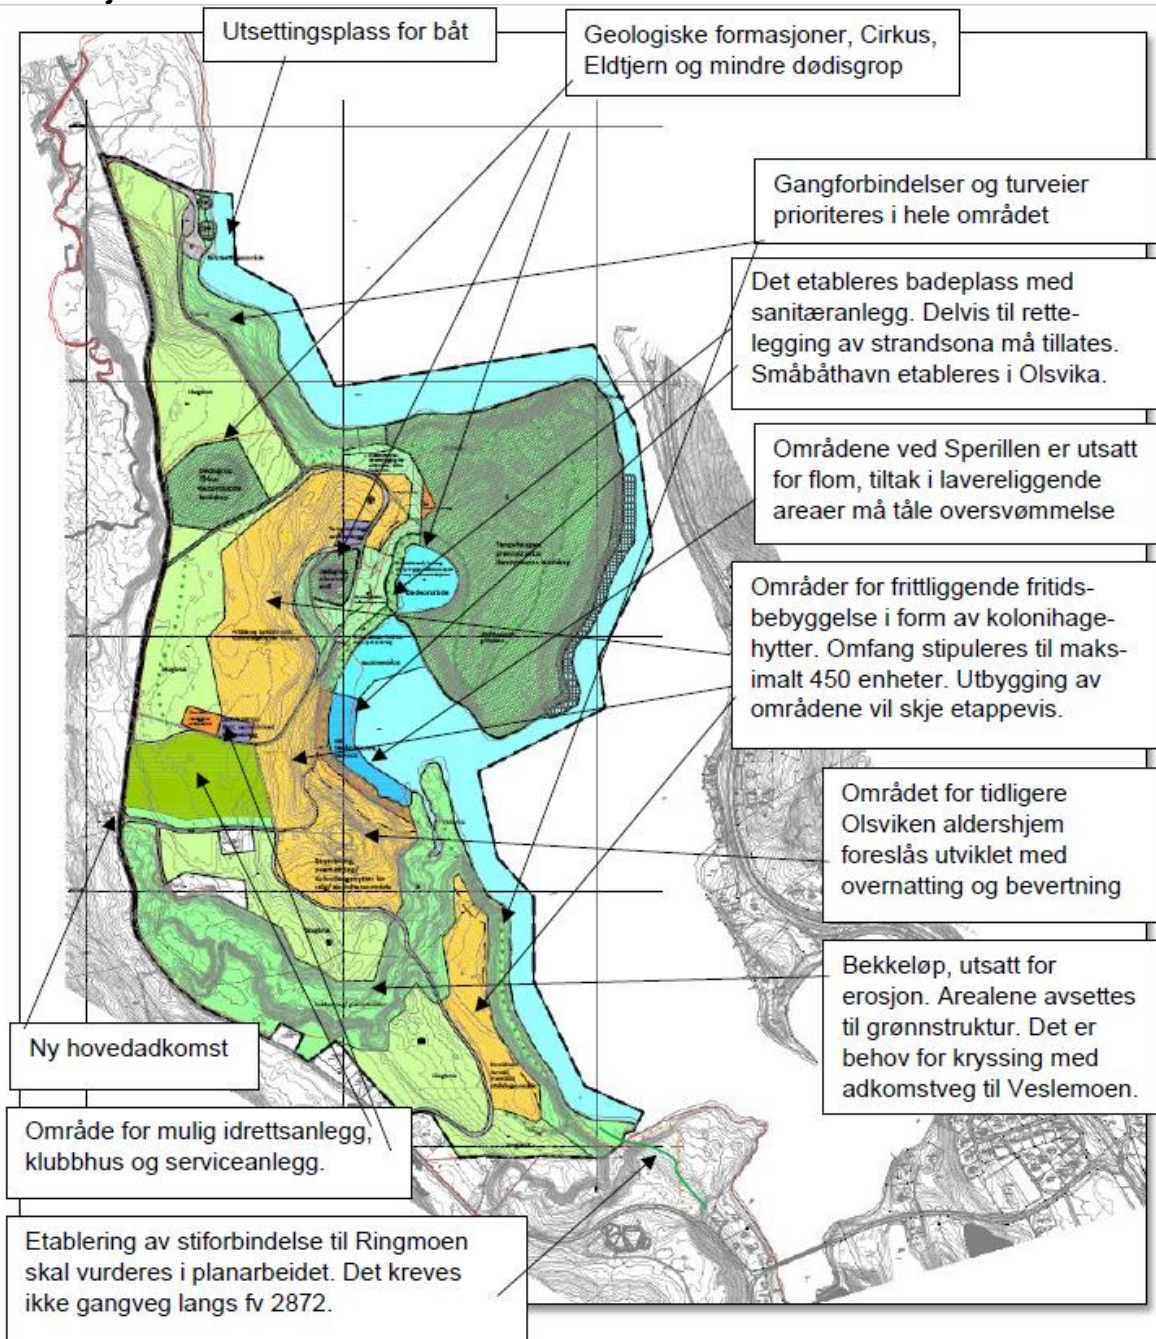 Utsettingsplass for båt
Geologiske formasjoner, Cirkus,
Eldtjern og mindre dødisgrop
Gangforbindelser og turveier
prioriteres i hele området
Det etableres badeplass med
sanitæranlegg. Delvis til rette-
legging av strandsona må tillates.
Småbåthavn etableres i Olsvika.
Områdene ved Sperillen er utsatt
for flom, tiltak i lavereliggende
areaer må tåle oversvømmelse
Områder for frittliggende fritids-
bebyggelse i form av kolonihage-
hytter. Omfang stipuleres til maks-
imalt 450 enheter. Utbygging av
områdene vil skje etappevis.
Området for tidligere
Olsviken aldershjem
foreslås utviklet med
overnatting og bevertning
Bekkeløp, utsatt for
erosjon. Arealene avsettes
til grønnstruktur. Det er
behov for kryssing med
adkomstveg til Veslemoen.
Ny hovedadkomst
Område for mulig idrettsanlegg,
klubbhus og serviceanlegg.
Etablering av stiforbindelse til Ringmoen
skal vurderes i planarbeidet. Det kreves
ikke gangveg langs fv 2872.